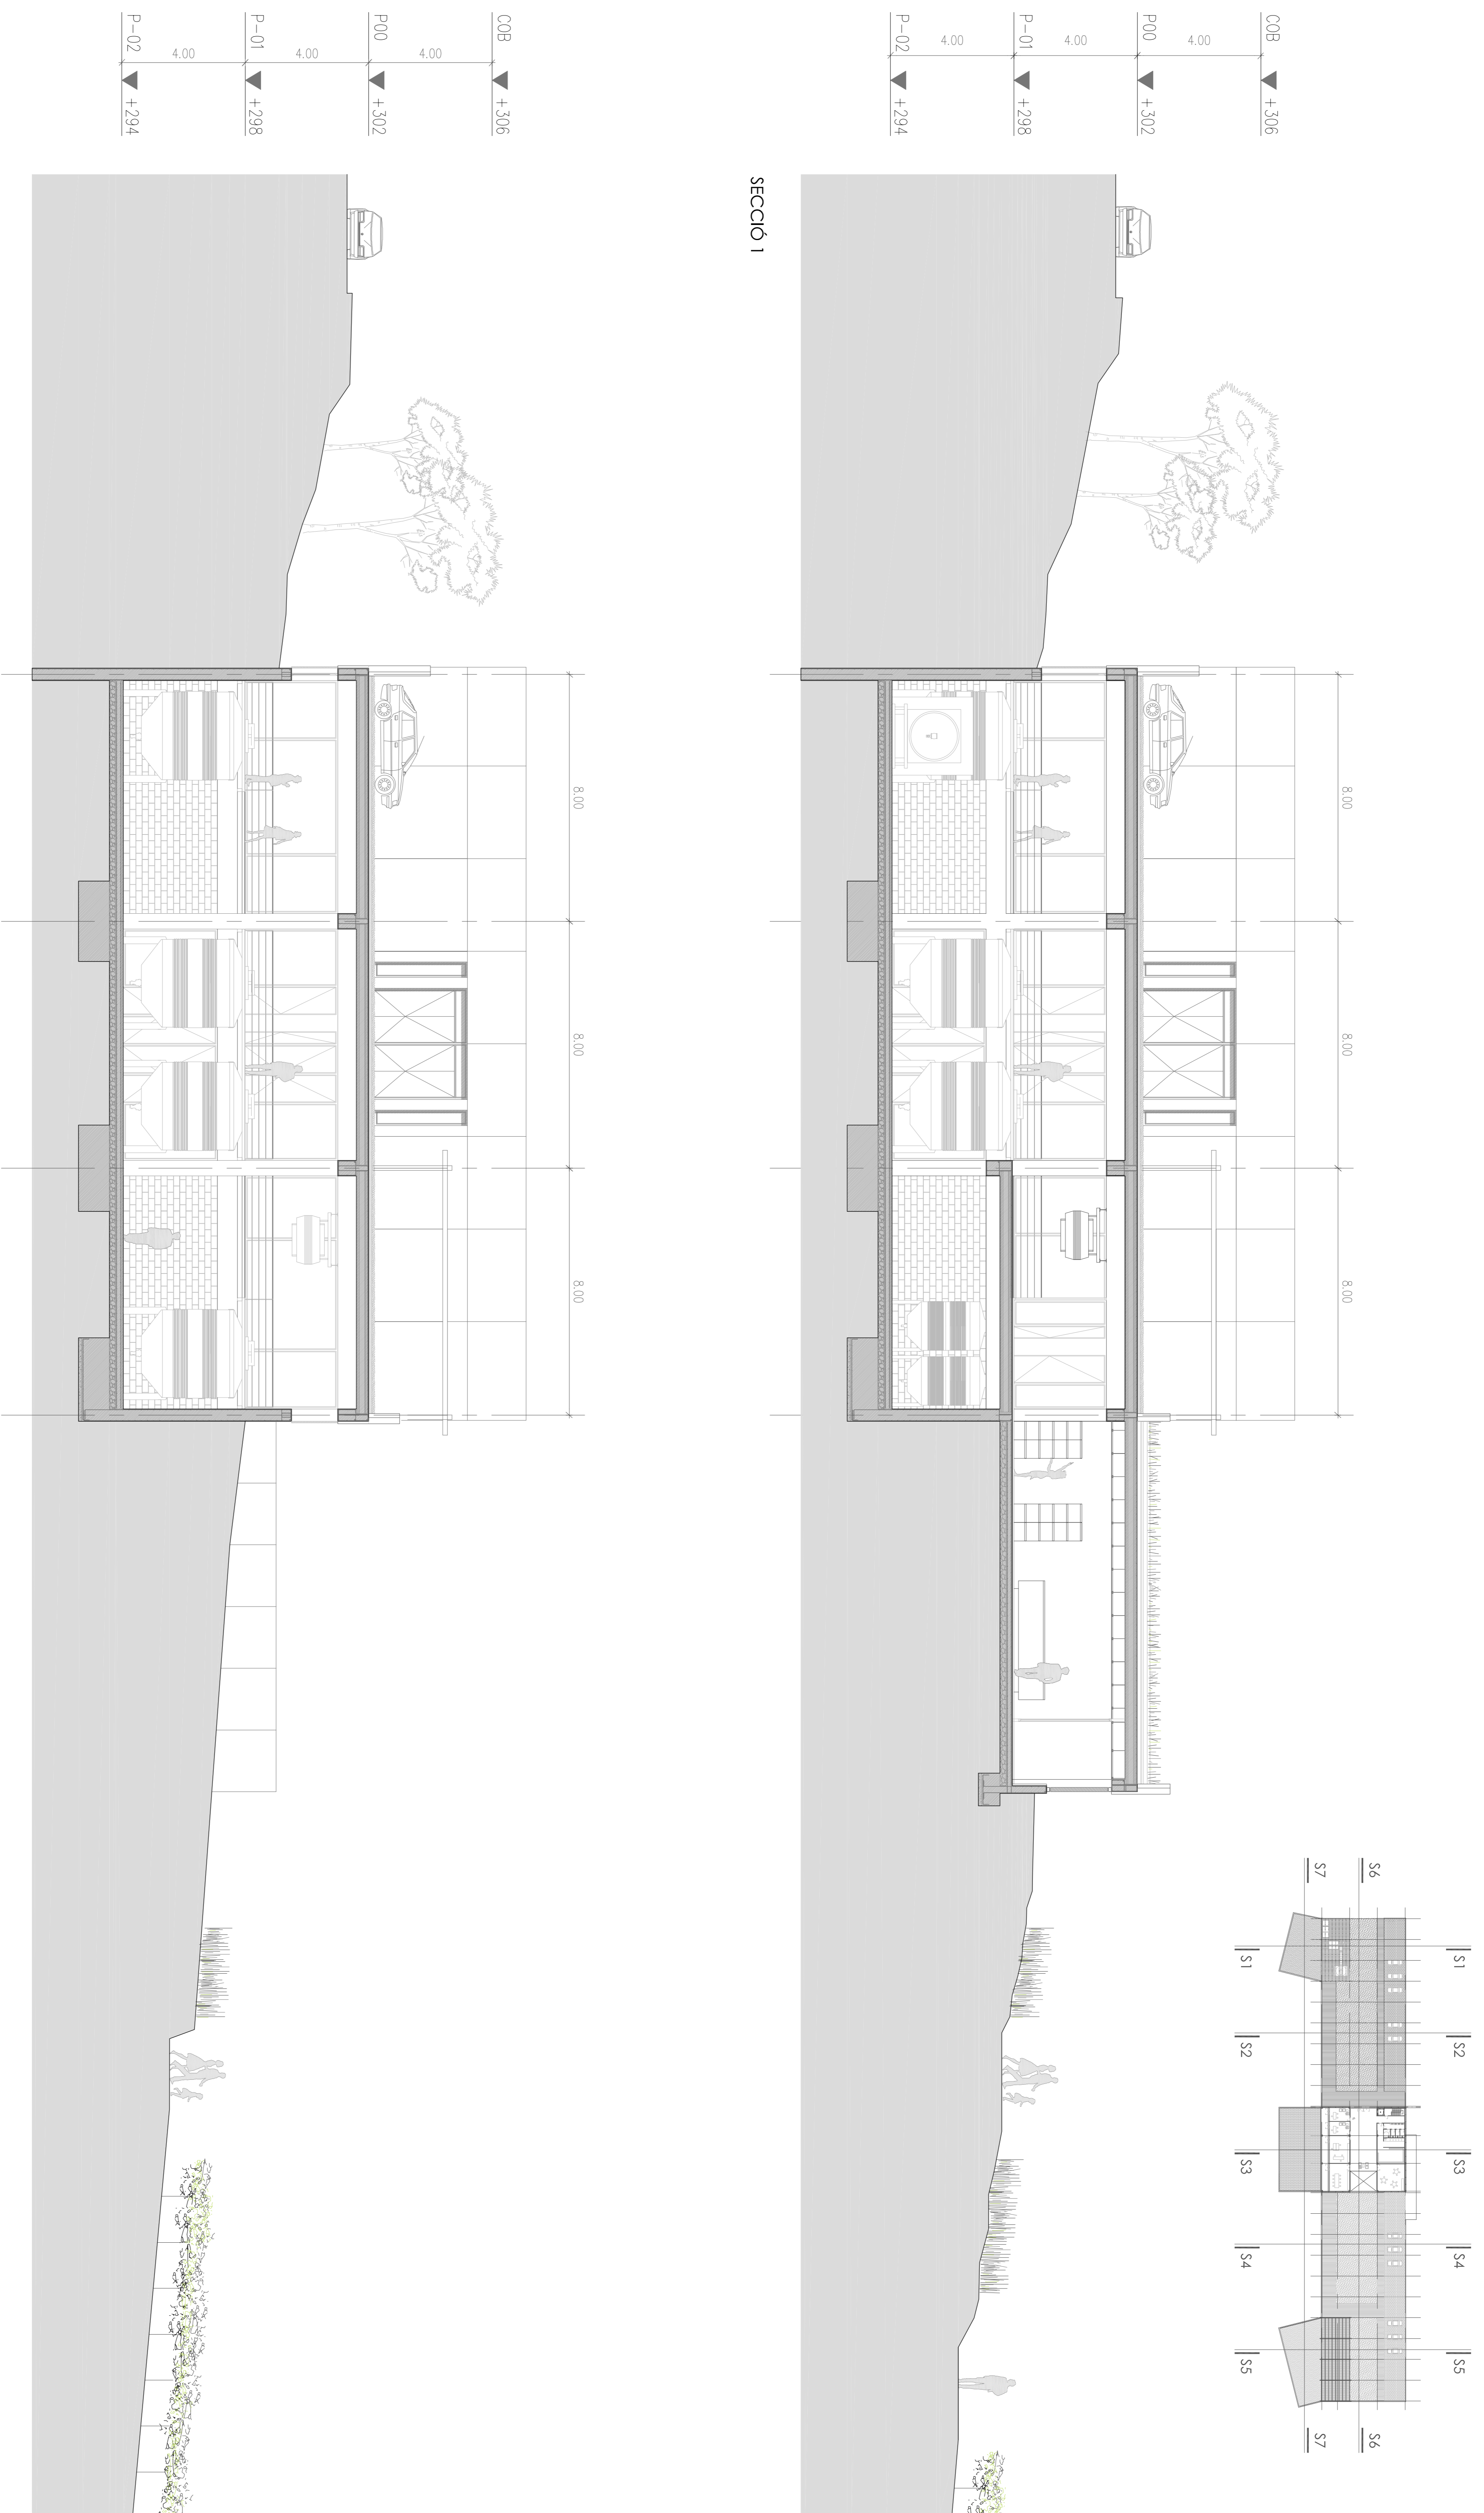 S1 S2 S3 S4 S5
S6 S6
S7 S7
S1 S2 S3 S4 S5
8.00 8.00 8.00
COB +306
4.00
P00 +302
4.00
P-01 +298
4.00
P-02 +294
SECCIÓ 1
8.00 8.00 8.00
COB +306
4.00
P00 +302
4.00
P-01 +298
4.00
P-02 +294